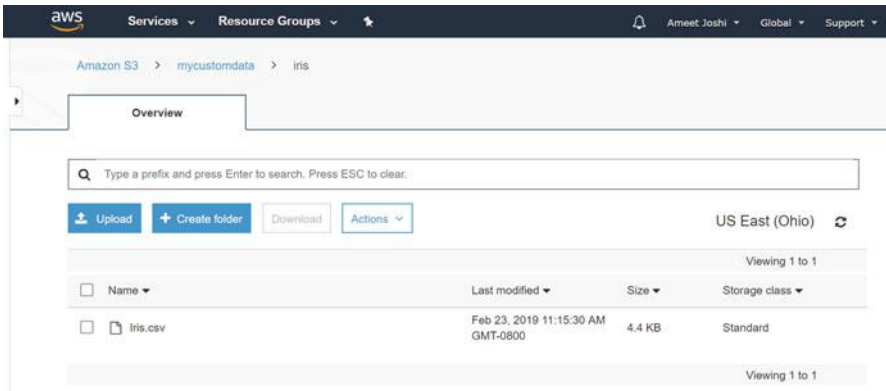 aws Services Resource Groups Ameet Joshi Global Support
Amazon S3 > mycustomdata > iris
Overview
Type a prefix and press Enter to search. Press ESC to clear.
Upload + Create folder Download Actions US East (Ohio)
Viewing 1 to 1
Name Last modified Size Storage class
Iris.csv Feb 23, 2019 11:15:30 AM 4.4 KB Standard
GMT-0800
Viewing 1 to 1